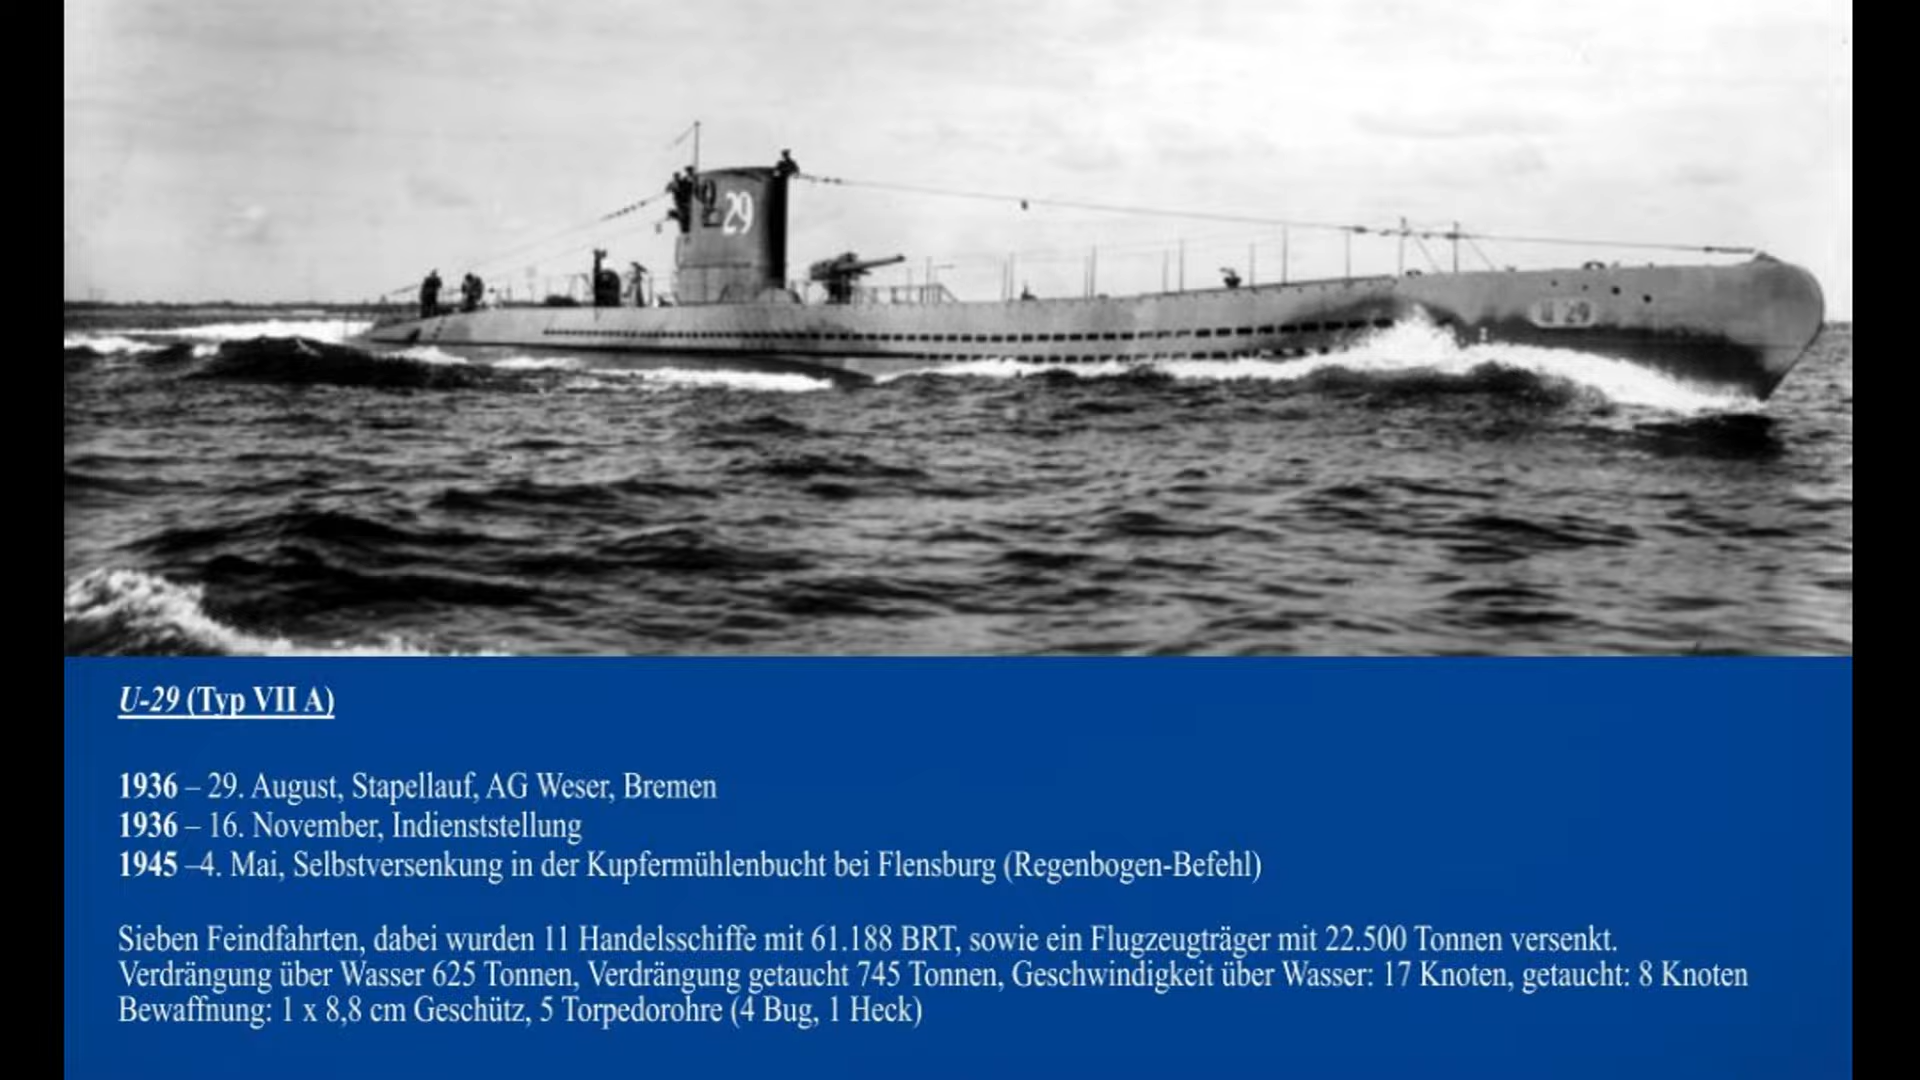 29
U 29
U-29 (Typ VII A)
1936 – 29. August, Stapellauf, AG Weser, Bremen
1936 – 16. November, Indienststellung
1945 –4. Mai, Selbstversenkung in der Kupfermühlenbucht bei Flensburg (Regenbogen-Befehl)
Sieben Feindfahrten, dabei wurden 11 Handelsschiffe mit 61.188 BRT, sowie ein Flugzeugträger mit 22.500 Tonnen versenkt.
Verdrängung über Wasser 625 Tonnen, Verdrängung getaucht 745 Tonnen, Geschwindigkeit über Wasser: 17 Knoten, getaucht: 8 Knoten
Bewaffnung: 1 x 8,8 cm Geschütz, 5 Torpedorohre (4 Bug, 1 Heck)